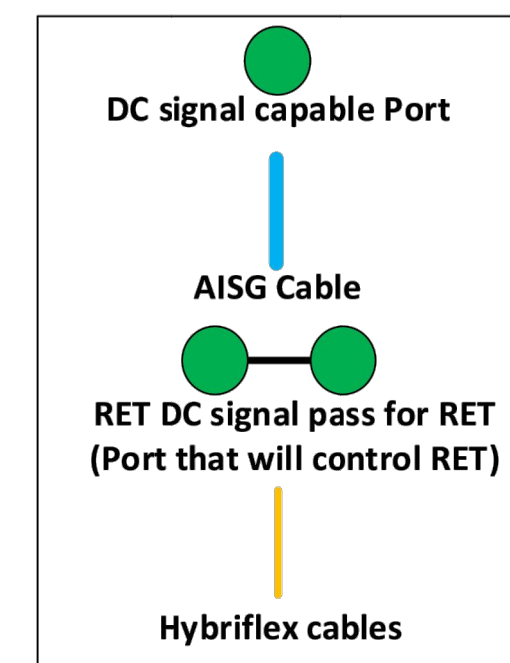 DC signal capable Port
AISG Cable
RET DC signal pass for RET
(Port that will control RET)
Hybriflex cables